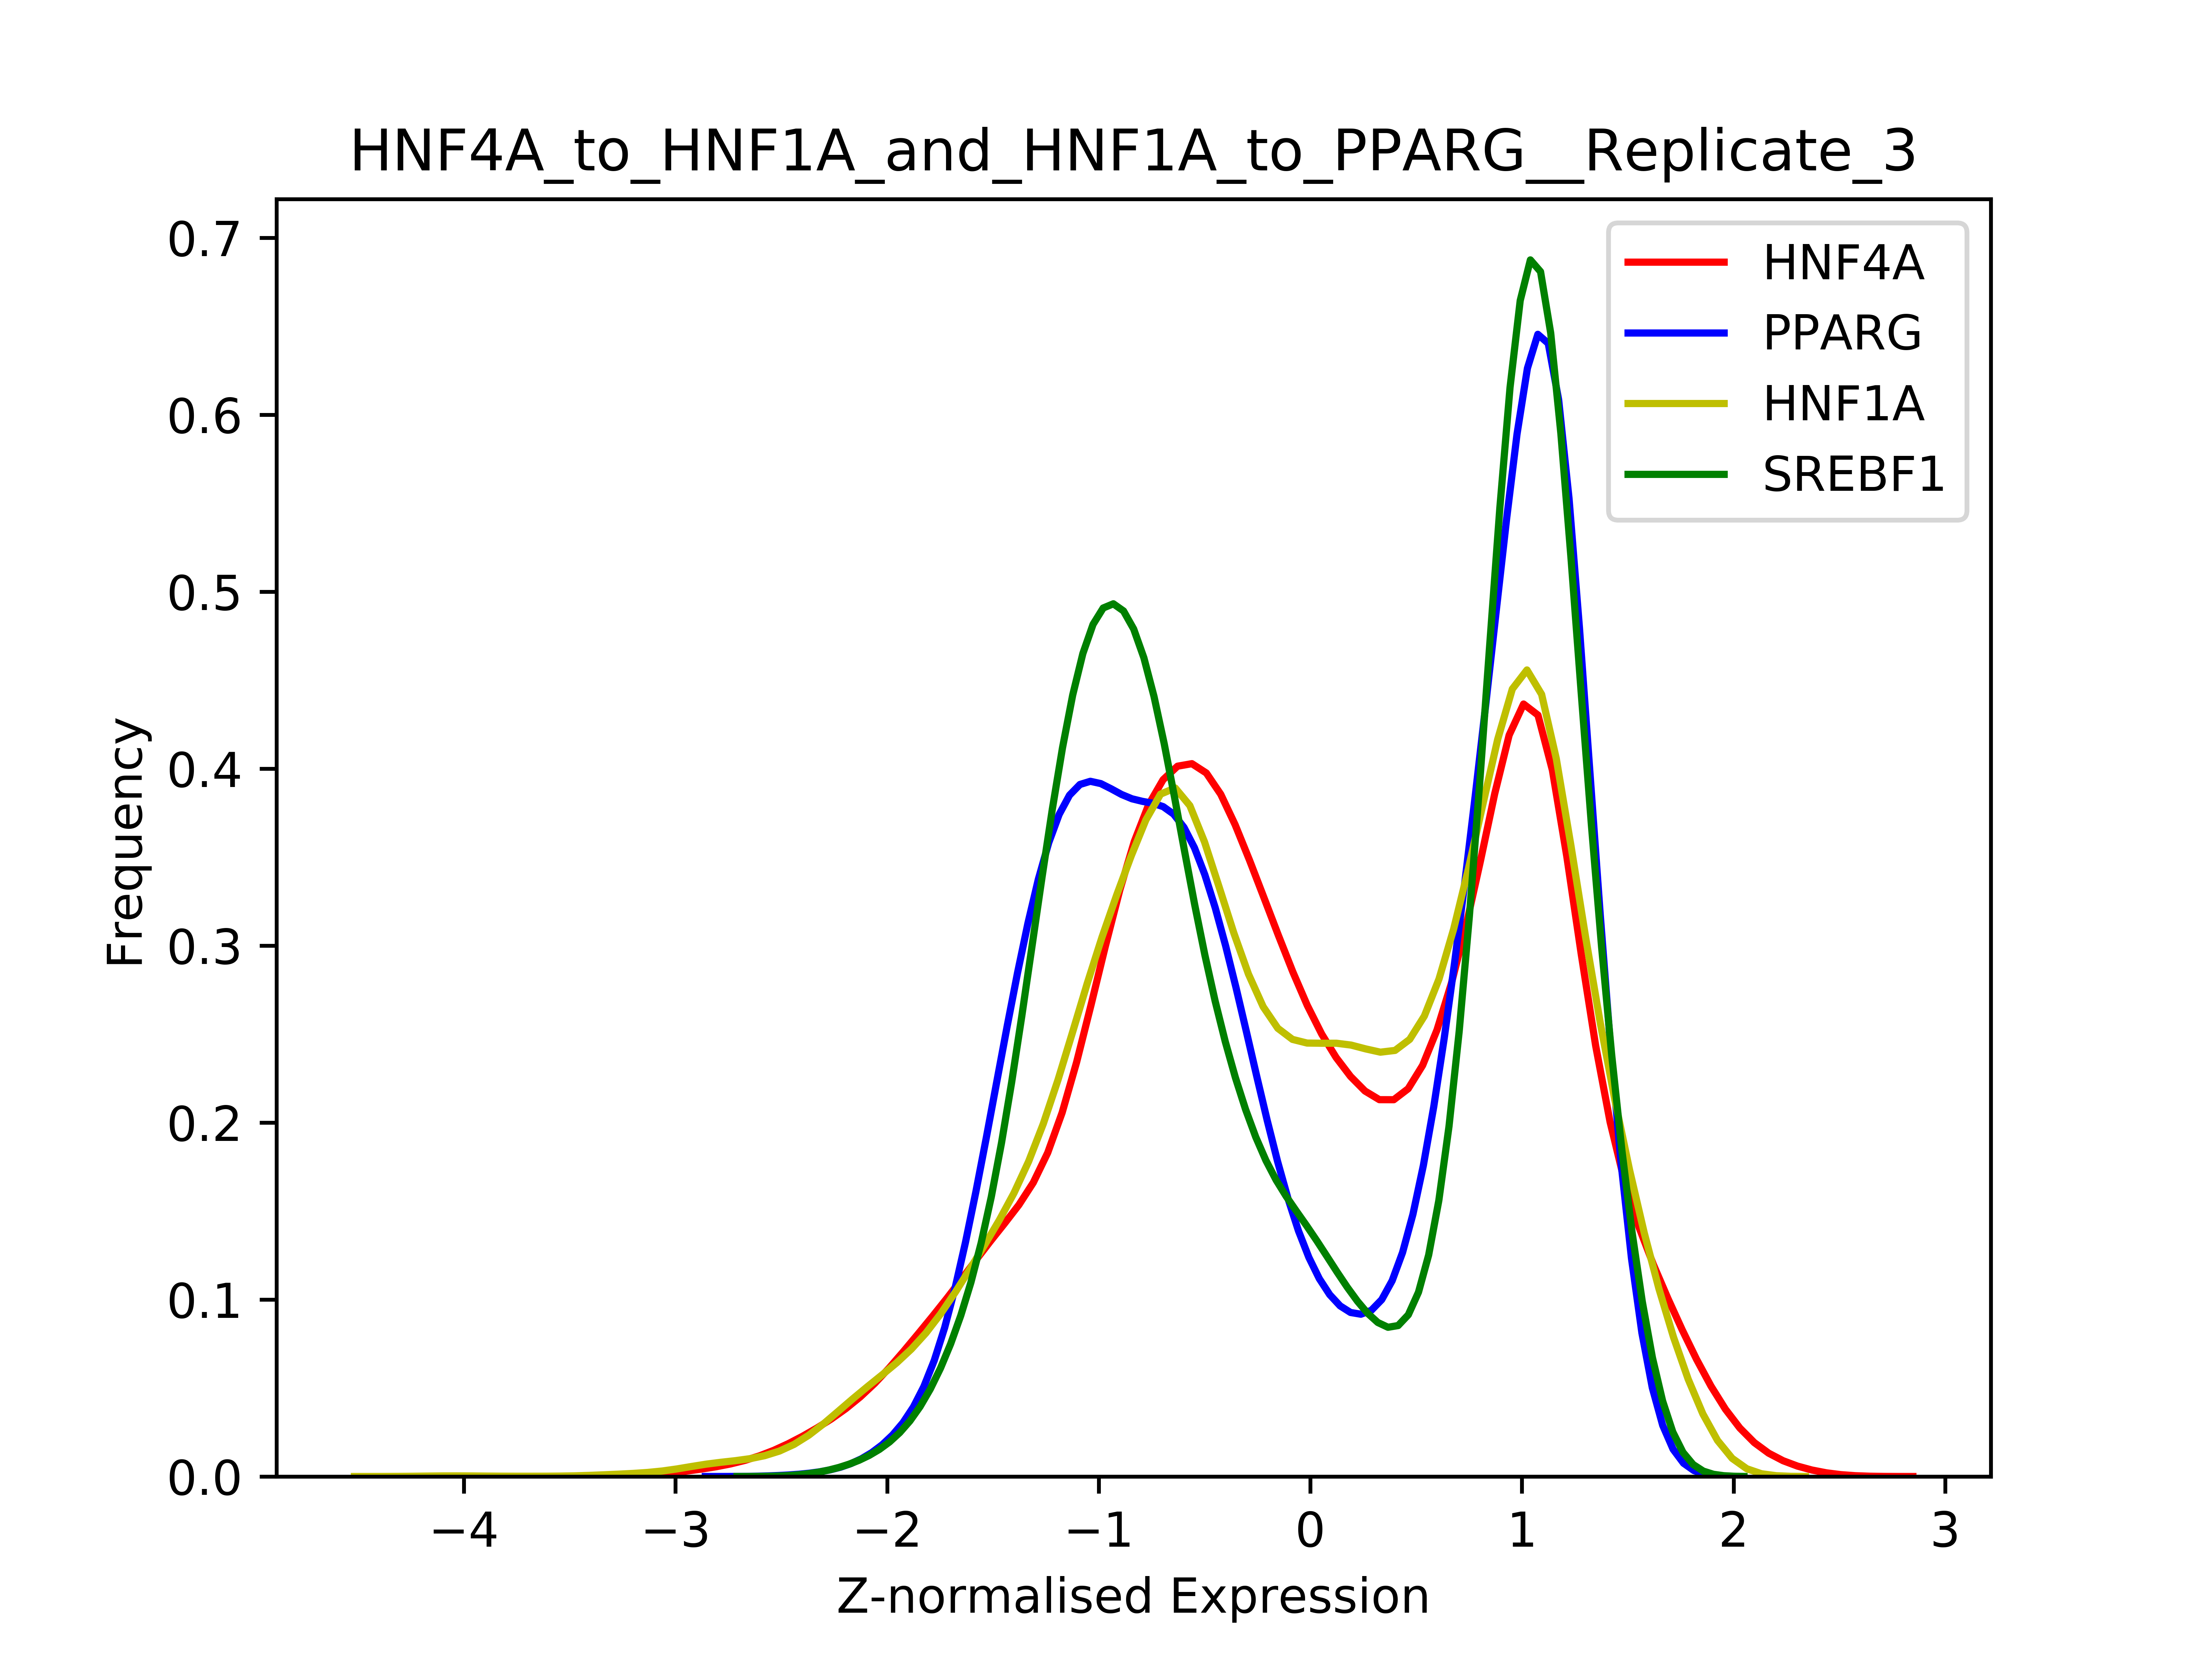 HNF4A_to_HNF1A_and_HNF1A_to_PPARG__Replicate_3
0.7
0.6
0.5
0.4
0.3
0.2
0.1
0.0
Frequency
HNF4A
PPARG
HNF1A
SREBF1
−4 −3 −2 −1 0 1 2 3
Z-normalised Expression